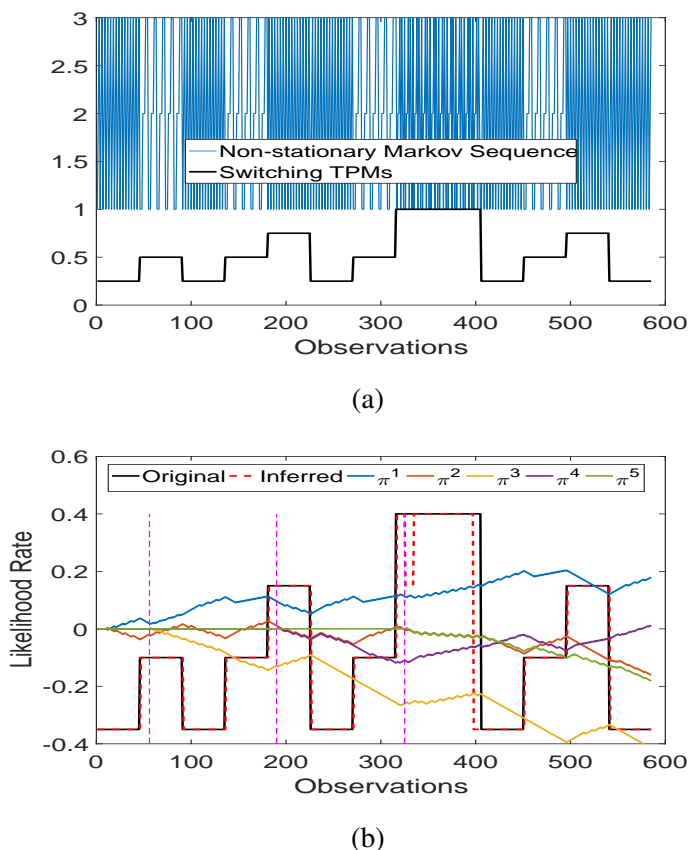 3
2.5
2
1.5
1
0.5
0
Non-stationary Markov Sequence
Switching TPMs
0 100 200 300 400 500 600
Observations
(a)
0.6
0.4
0.2
0
-0.2
-0.4
Likelihood Rate
Original Inferred π¹ π² π³ π⁴ π⁵
0 100 200 300 400 500 600
Observations
(b)